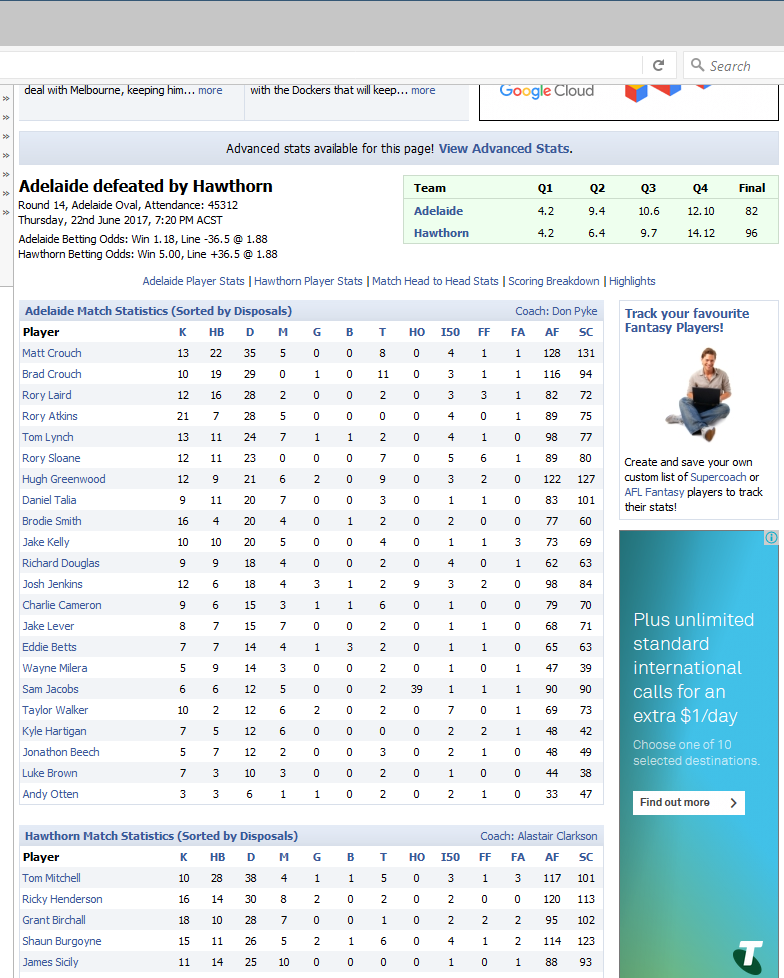 Search
deal with Melbourne, keeping him... more
with the Dockers that will keep... more
Google Cloud
Advanced stats available for this page! View Advanced Stats.
Adelaide defeated by Hawthorn
Round 14, Adelaide Oval, Attendance: 45312
Thursday, 22nd June 2017, 7:20 PM ACST
Adelaide Betting Odds: Win 1.18, Line -36.5 @ 1.88
Hawthorn Betting Odds: Win 5.00, Line +36.5 @ 1.88
Team Q1 Q2 Q3 Q4 Final
Adelaide 4.2 9.4 10.6 12.10 82
Hawthorn 4.2 6.4 9.7 14.12 96
Adelaide Player Stats | Hawthorn Player Stats | Match Head to Head Stats | Scoring Breakdown | Highlights
Adelaide Match Statistics (Sorted by Disposals) Coach: Don Pyke
Player K HB D M G B T HO I50 FF FA AF SC
Matt Crouch 13 22 35 5 0 0 8 0 4 1 1 128 131
Brad Crouch 10 19 29 0 1 0 11 0 3 1 1 116 94
Rory Laird 12 16 28 2 0 0 2 0 3 3 1 82 72
Rory Atkins 21 7 28 5 0 0 0 0 4 0 1 89 75
Tom Lynch 13 11 24 7 1 1 2 0 4 1 0 98 77
Rory Sloane 12 11 23 0 0 0 7 0 5 6 1 89 80
Hugh Greenwood 12 9 21 6 2 0 9 0 3 2 0 122 127
Daniel Talia 9 11 20 7 0 0 3 0 1 1 0 83 101
Brodie Smith 16 4 20 4 0 1 2 0 2 0 0 77 60
Jake Kelly 10 10 20 5 0 0 4 0 1 1 3 73 69
Richard Douglas 9 9 18 4 0 0 2 0 4 0 1 62 63
Josh Jenkins 12 6 18 4 3 1 2 9 3 2 0 98 84
Charlie Cameron 9 6 15 3 1 1 6 0 1 0 0 79 70
Jake Lever 8 7 15 7 0 0 2 0 1 1 0 68 71
Eddie Betts 7 7 14 4 1 3 2 0 1 1 0 65 63
Wayne Milera 5 9 14 3 0 0 2 0 1 0 1 47 39
Sam Jacobs 6 6 12 5 0 0 2 39 1 1 1 90 90
Taylor Walker 10 2 12 6 2 0 2 0 7 0 1 69 73
Kyle Hartigan 7 5 12 6 0 0 0 0 2 2 1 48 42
Jonathon Beech 5 7 12 2 0 0 3 0 2 1 0 48 49
Luke Brown 7 3 10 3 0 0 2 0 1 0 0 44 38
Andy Otten 3 3 6 1 1 0 2 0 2 1 0 33 47
Hawthorn Match Statistics (Sorted by Disposals) Coach: Alastair Clarkson
Player K HB D M G B T HO I50 FF FA AF SC
Tom Mitchell 10 28 38 4 1 1 5 0 3 1 3 117 101
Ricky Henderson 16 14 30 8 2 0 2 0 2 0 0 120 113
Grant Birchall 18 10 28 7 0 0 1 0 2 2 2 95 102
Shaun Burgoyne 15 11 26 5 2 1 6 0 4 1 2 114 123
James Sicily 11 14 25 10 0 0 0 0 1 0 1 88 93
Track your favourite
Fantasy Players!
Create and save your own
custom list of Supercoach or
AFL Fantasy players to track
their stats!
Plus unlimited
standard
international
calls for an
extra $1/day
Choose one of 10
selected destinations.
Find out more